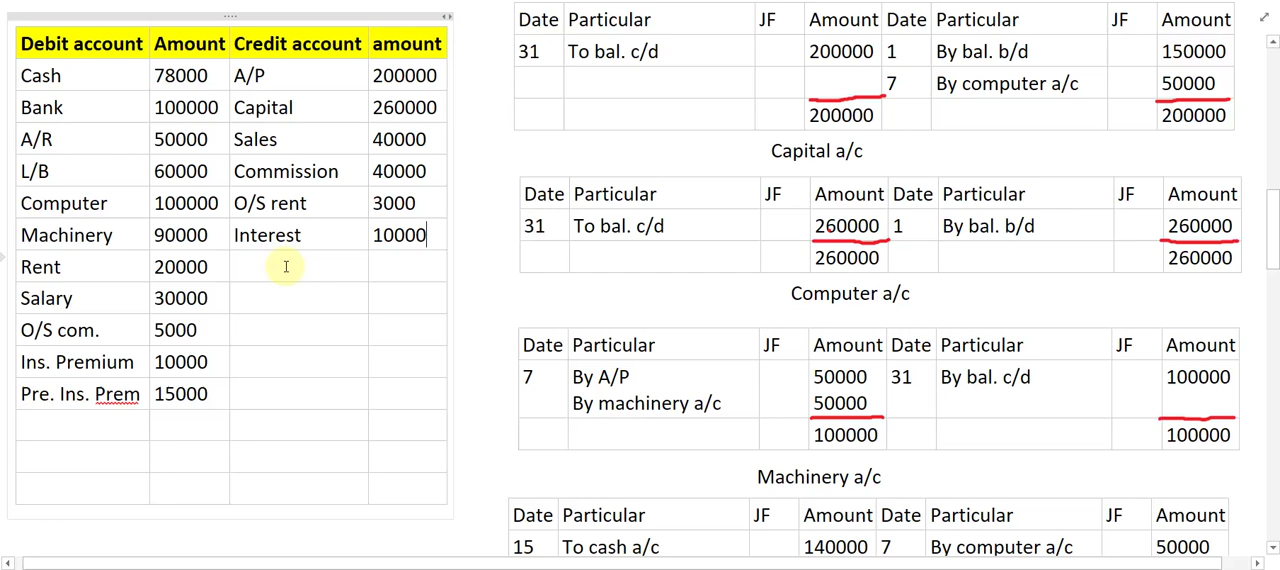 Debit account Amount Credit account amount
Cash 78000 A/P 200000
Bank 100000 Capital 260000
A/R 50000 Sales 40000
L/B 60000 Commission 40000
Computer 100000 O/S rent 3000
Machinery 90000 Interest 10000
Rent 20000
Salary 30000
O/S com. 5000
Ins. Premium 10000
Pre. Ins. Prem 15000
Date Particular JF Amount Date Particular JF Amount
31 To bal. c/d 200000 1 By bal. b/d 150000
7 By computer a/c 50000
200000 200000
Capital a/c
Date Particular JF Amount Date Particular JF Amount
31 To bal. c/d 260000 1 By bal. b/d 260000
260000 260000
Computer a/c
Date Particular JF Amount Date Particular JF Amount
7 By A/P 50000 31 By bal. c/d 100000
By machinery a/c 50000
100000 100000
Machinery a/c
Date Particular JF Amount Date Particular JF Amount
15 To cash a/c 140000 7 By computer a/c 50000